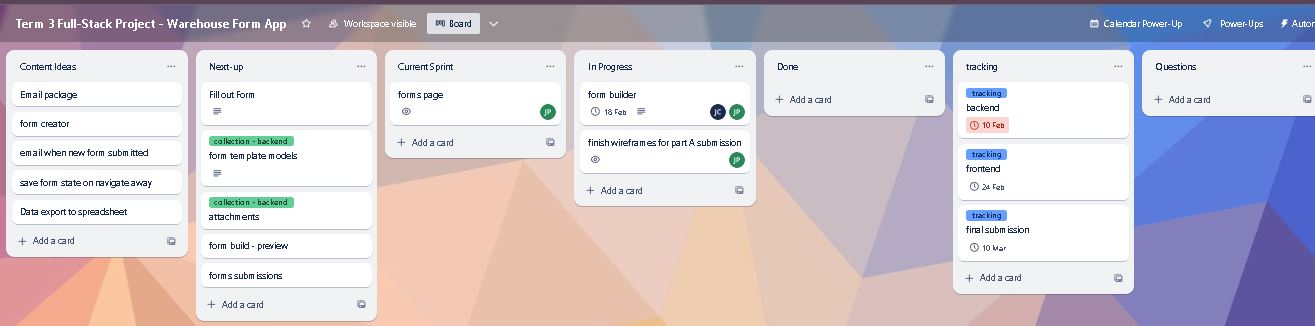 Term 3 Full-Stack Project - Warehouse Form App
Workspace visible
Board
Calendar Power-Up
Power-Ups
Autor
Content Ideas
Email package
form creator
email when new form submitted
save form state on navigate away
Data export to spreadsheet
Add a card
Next-up
Fill out Form
collection - backend
form template models
collection - backend
attachments
form build - preview
forms submissions
Add a card
Current Sprint
forms page
JP
Add a card
In Progress
form builder
18 Feb
JC
JP
finish wireframes for part A submission
JP
Add a card
Done
Add a card
tracking
tracking
backend
10 Feb
tracking
frontend
24 Feb
tracking
final submission
10 Mar
Add a card
Questions
Add a card